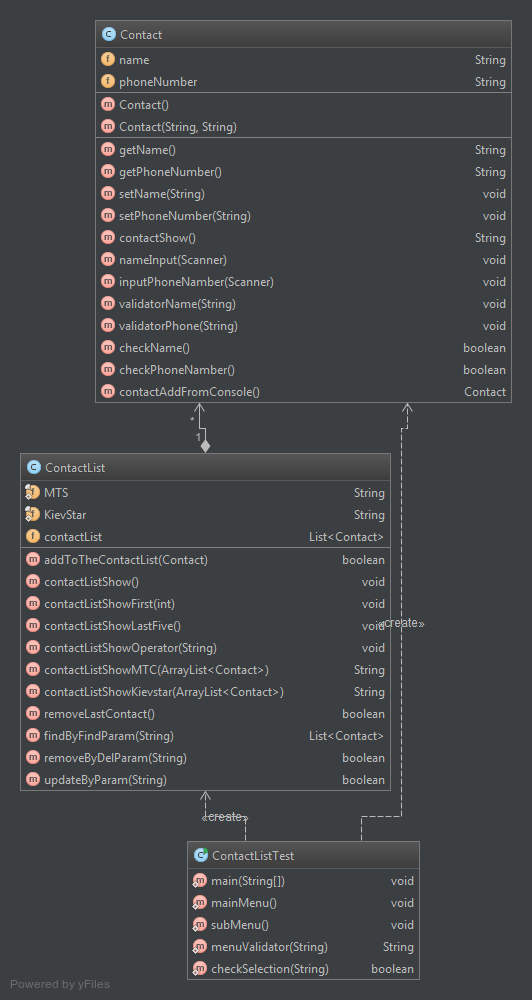 Contact
name String
phoneNumber String
Contact()
Contact(String, String)
getName() String
getPhoneNumber() String
setName(String) void
setPhoneNumber(String) void
contactShow() String
nameInput(Scanner) void
inputPhoneNamber(Scanner) void
validatorName(String) void
validatorPhone(String) void
checkName() boolean
checkPhoneNamber() boolean
contactAddFromConsole() Contact
*
1
ContactList
MTS String
KievStar String
contactList List<Contact>
addToTheContactList(Contact) boolean
contactListShow() void
contactListShowFirst(int) void
contactListShowLastFive() void
«create»
contactListShowOperator(String) void
contactListShowMTC(ArrayList<Contact>) String
contactListShowKievstar(ArrayList<Contact>) String
removeLastContact() boolean
findByFindParam(String) List<Contact>
removeByDelParam(String) boolean
updateByParam(String) boolean
«create»
ContactListTest
main(String[]) void
mainMenu() void
subMenu() void
menuValidator(String) String
checkSelection(String) boolean
Powered by yFiles